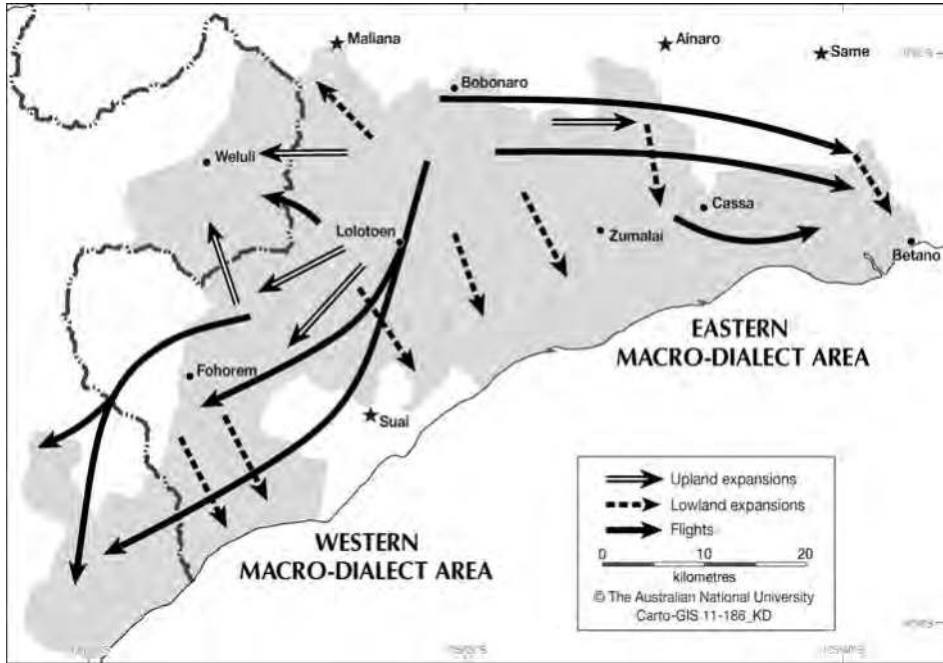 Maliana
Ainaro
Same
Bobonaro
Weluli
Cassa
Lolotoen
Zumalai
Betano
EASTERN
MACRO-DIALECT AREA
Fohorem
Suai
WESTERN
MACRO-DIALECT AREA
Upland expansions
Lowland expansions
Flights
0 10 20
kilometres
© The Australian National University
Carto-GIS 11-186_KD